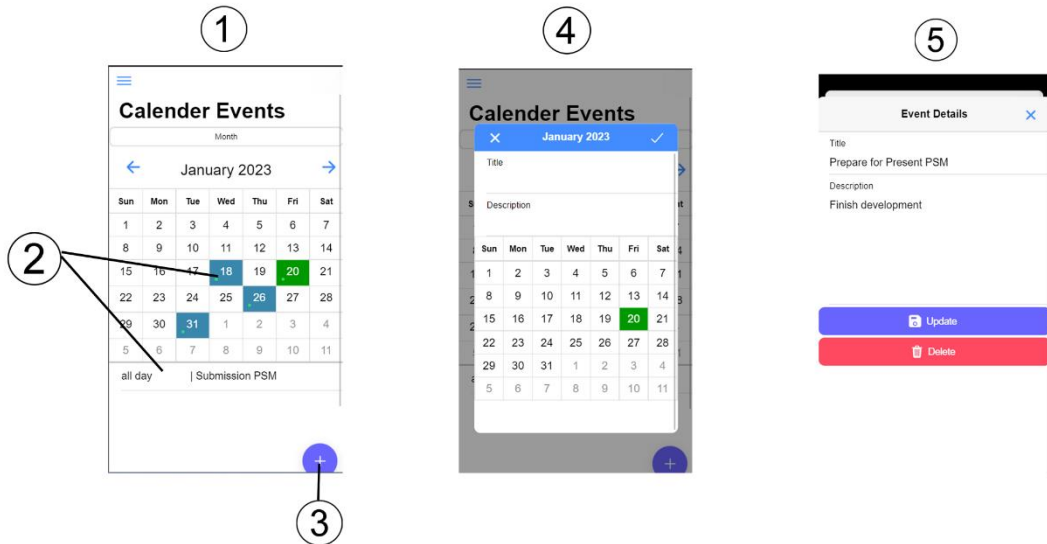 1
4
5
Calender Events
Month
January 2023
Sun Mon Tue Wed Thu Fri Sat
1 2 3 4 5 6 7
8 9 10 11 12 13 14
15 16 17 18 19 20 21
22 23 24 25 26 27 28
29 30 31 1 2 3 4
5 6 7 8 9 10 11
all day | Submission PSM
+
2
3
Calender Events
January 2023
Title
Description
Sun Mon Tue Wed Thu Fri Sat
1 2 3 4 5 6 7
8 9 10 11 12 13 14
15 16 17 18 19 20 21
22 23 24 25 26 27 28
29 30 31 1 2 3 4
5 6 7 8 9 10 11
+
Event Details
Title
Prepare for Present PSM
Description
Finish development
Update
Delete